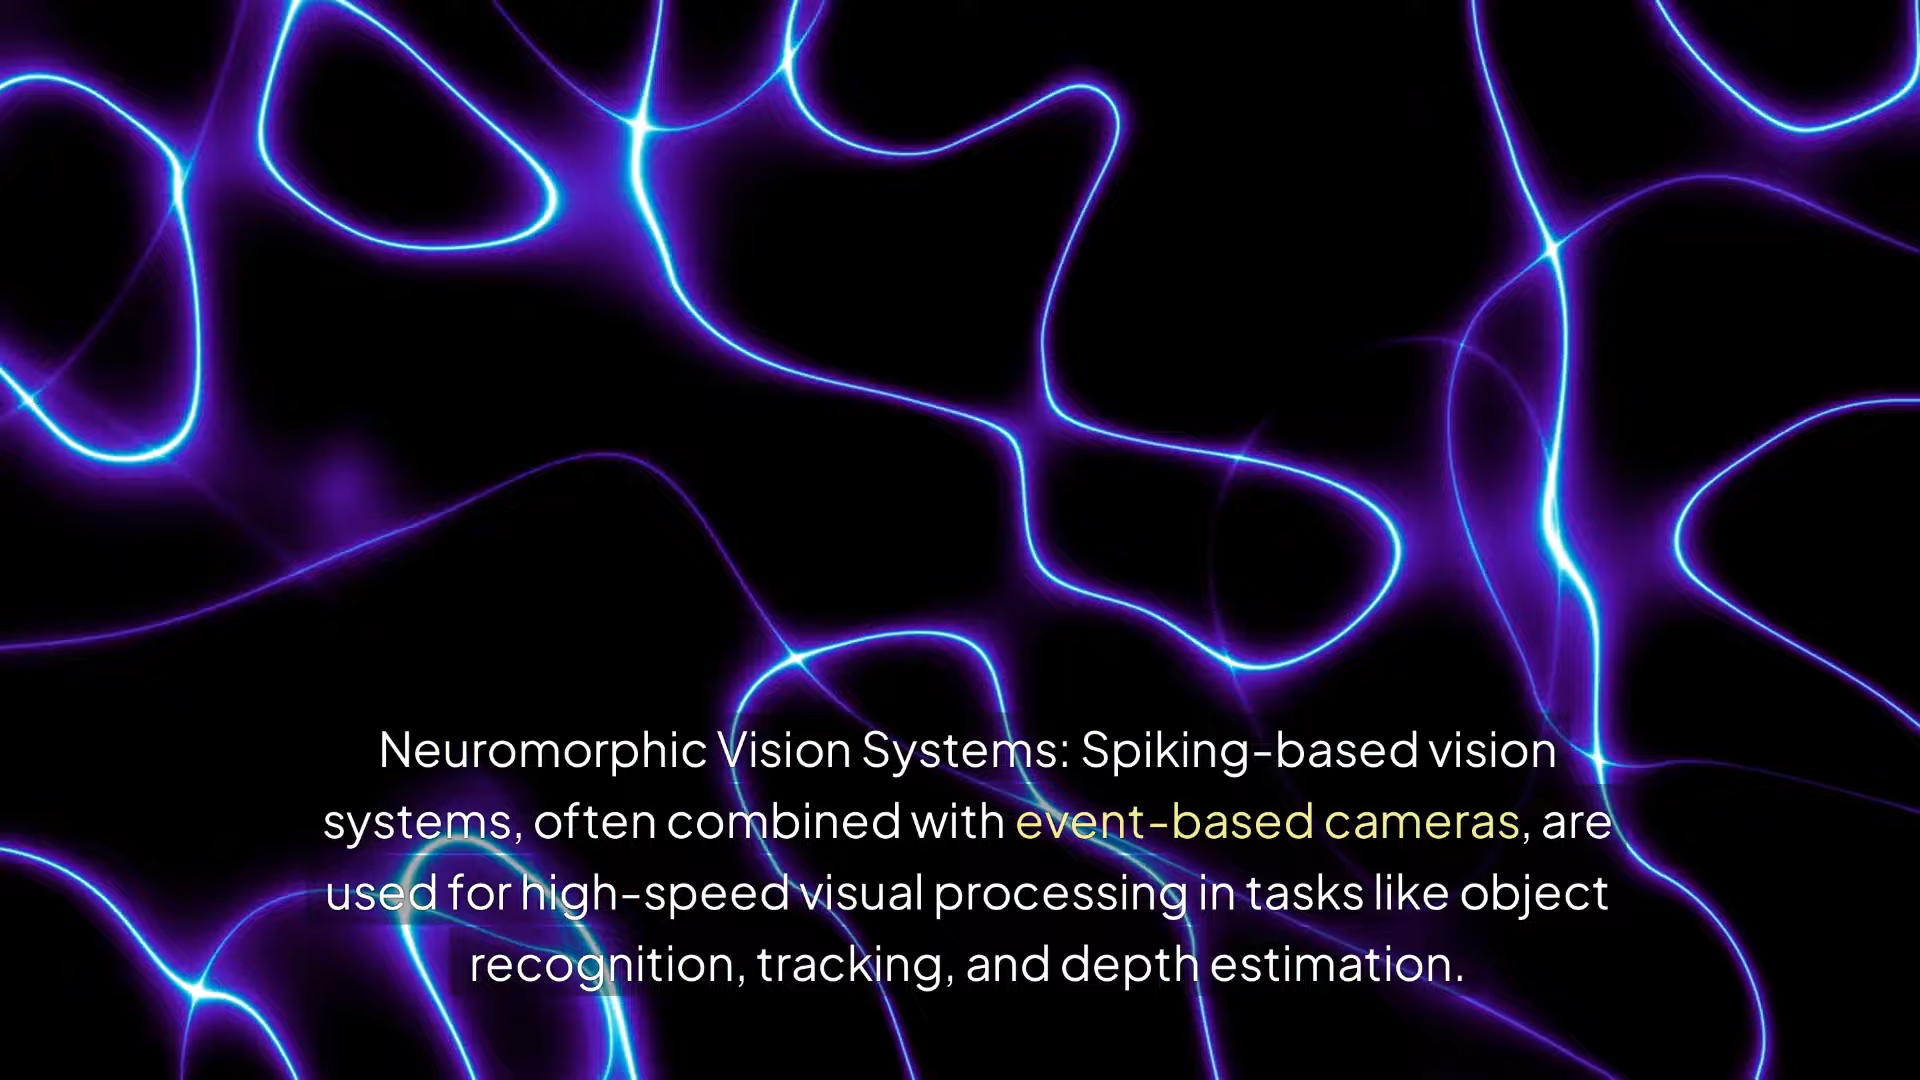 Neuromorphic Vision Systems: Spiking-based vision
systems, often combined with event-based cameras, are
used for high-speed visual processing in tasks like object
recognition, tracking, and depth estimation.